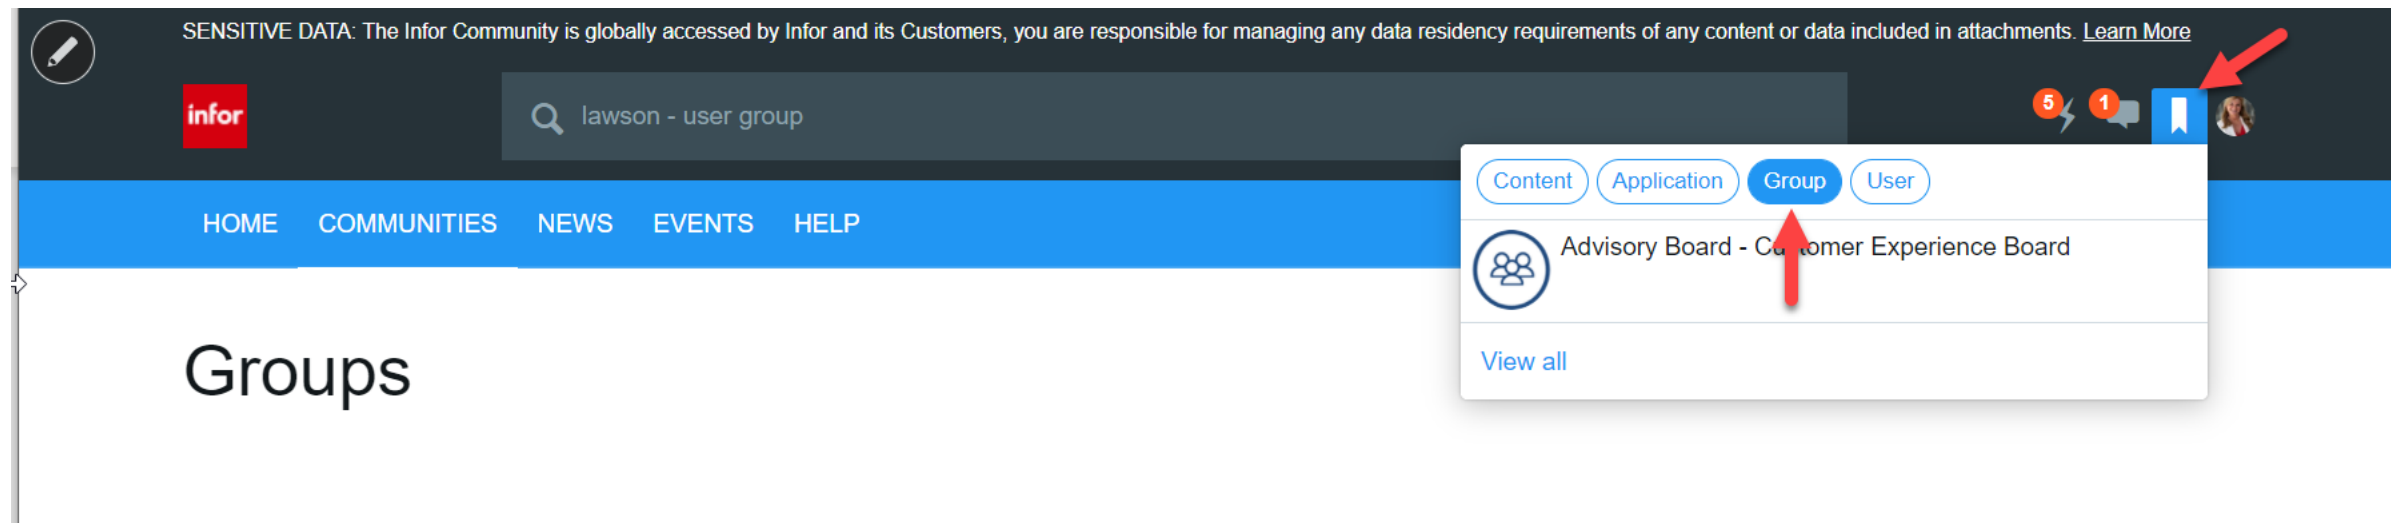 SENSITIVE DATA: The Infor Community is globally accessed by Infor and its Customers, you are responsible for managing any data residency requirements of any content or data included in attachments. Learn More
infor
lawson - user group
5
1
Content Application Group User
HOME COMMUNITIES NEWS EVENTS HELP
Advisory Board - Customer Experience Board
View all
Groups